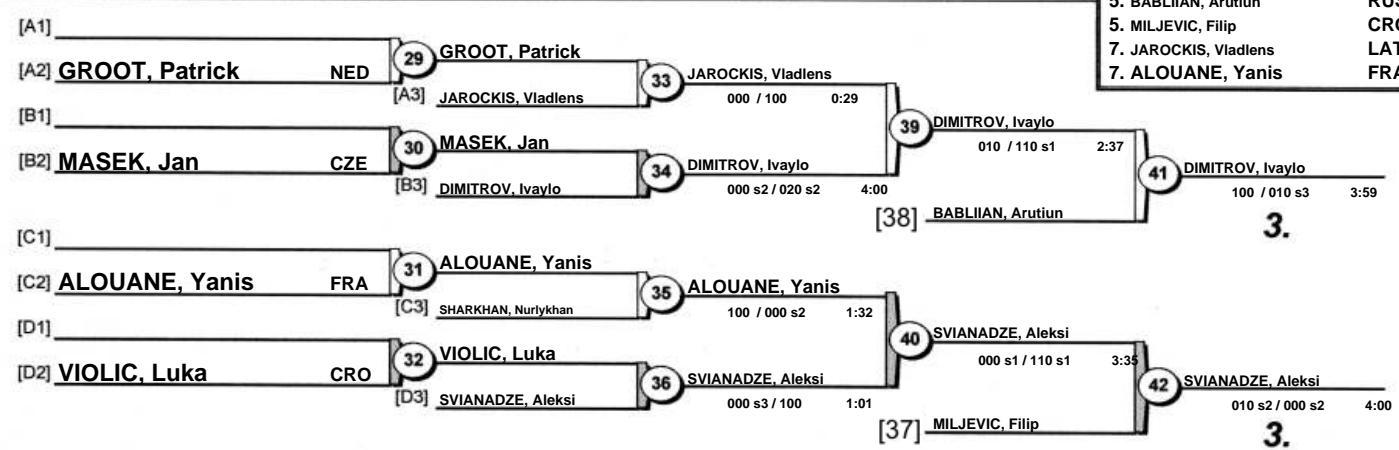 5. BABLIIAN, Arutiun
5. MILJEVIC, Filip
7. JAROCKIS, Vladlens
7. ALOUANE, Yanis FRA
[A1]
[A2] GROOT, Patrick NED
29 GROOT, Patrick
[A3] JAROCKIS, Vladlens
33 JAROCKIS, Vladlens
000 / 100 0:29
[B1]
[B2] MASEK, Jan CZE
30 MASEK, Jan
[B3] DIMITROV, Ivaylo
34 DIMITROV, Ivaylo
000 s2 / 020 s2 4:00
39 DIMITROV, Ivaylo
010 / 110 s1 2:37
[38] BABLIIAN, Arutiun
41 DIMITROV, Ivaylo
100 / 010 s3 3:59
3.
[C1]
[C2] ALOUANE, Yanis FRA
31 ALOUANE, Yanis
[C3] SHARKHAN, Nurlykhan
35 ALOUANE, Yanis
100 / 000 s2 1:32
[D1]
[D2] VIOLIC, Luka CRO
32 VIOLIC, Luka
[D3] SVIANADZE, Aleksi
36 SVIANADZE, Aleksi
000 s3 / 100 1:01
40 SVIANADZE, Aleksi
000 s1 / 110 s1 3:35
[37] MILJEVIC, Filip
42 SVIANADZE, Aleksi
010 s2 / 000 s2 4:00
3.